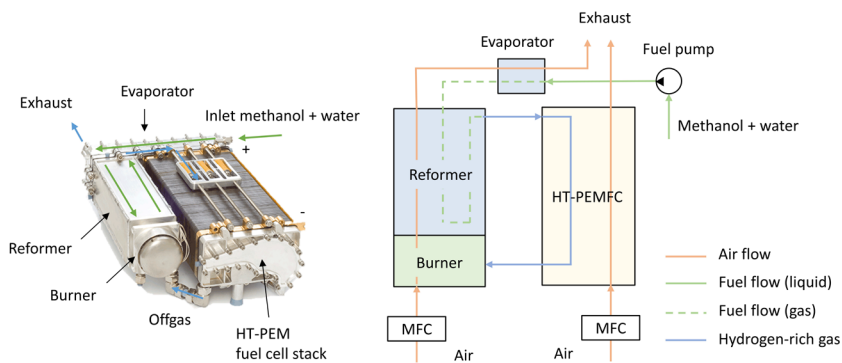 Exhaust
Evaporator
Inlet methanol + water
+
-
Reformer
Burner
Offgas
HT-PEM
fuel cell stack
Exhaust
Evaporator
Fuel pump
Methanol + water
Reformer
HT-PEMFC
Burner
MFC
MFC
Air
Air
Air flow
Fuel flow (liquid)
Fuel flow (gas)
Hydrogen-rich gas